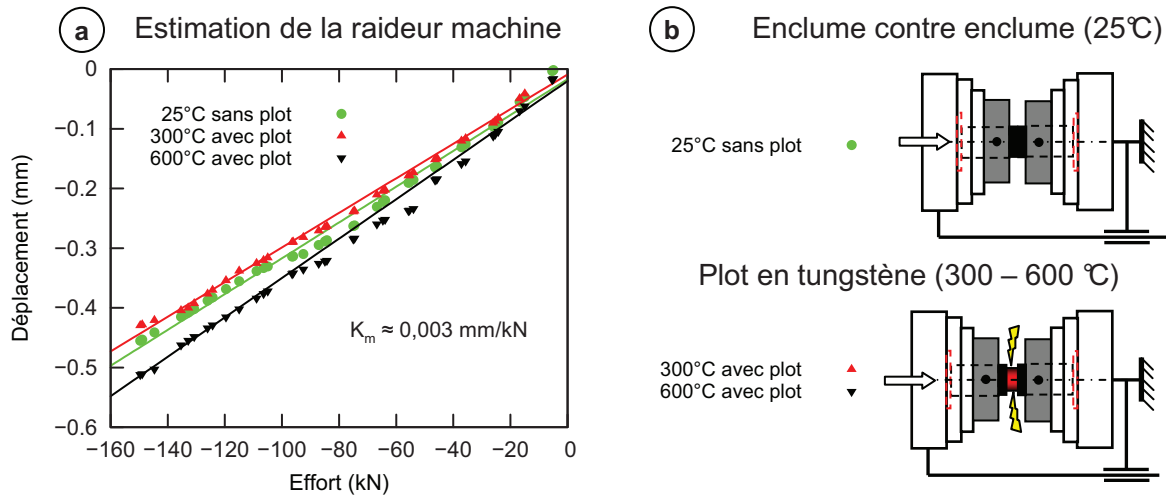 a Estimation de la raideur machine
0
−0.1
−0.2
−0.3
−0.4
−0.5
−0.6
Déplacement (mm)
25°C sans plot
300°C avec plot
600°C avec plot
Km ≈ 0,003 mm/kN
−160 −140 −120 −100 −80 −60 −40 −20 0
Effort (kN)
b Enclume contre enclume (25°C)
25°C sans plot
Plot en tungstène (300 – 600 °C)
300°C avec plot
600°C avec plot